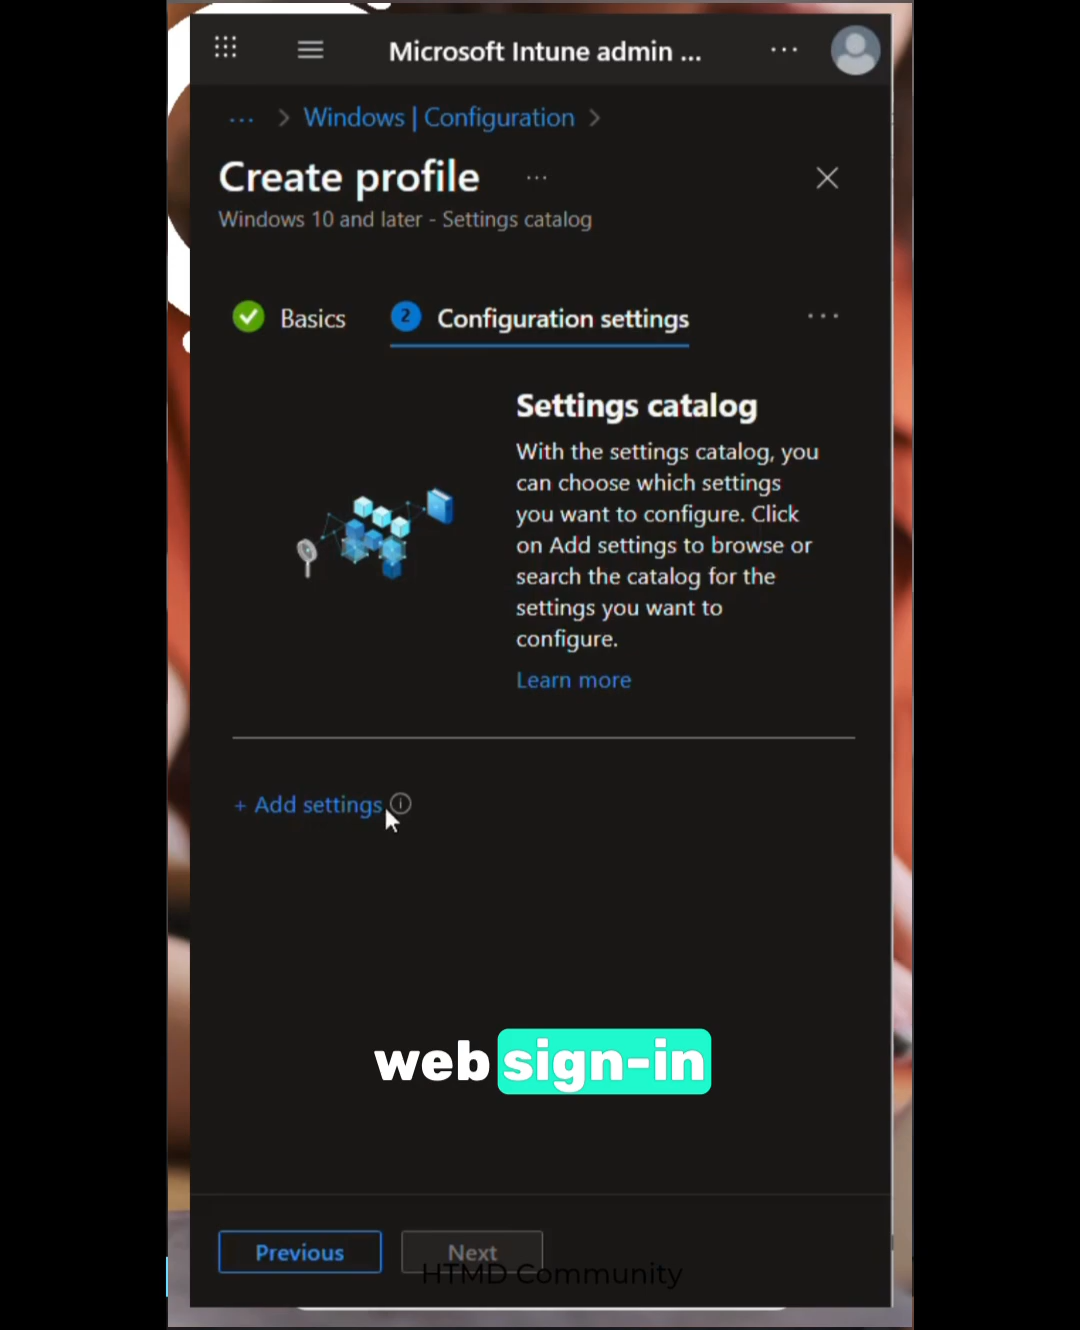 Microsoft Intune admin ...
... > Windows | Configuration >
Create profile ...
Windows 10 and later - Settings catalog
Basics 2 Configuration settings ...
Settings catalog
With the settings catalog, you
can choose which settings
you want to configure. Click
on Add settings to browse or
search the catalog for the
settings you want to
configure.
Learn more
+ Add settings
web sign-in
Previous Next
HTMD Community